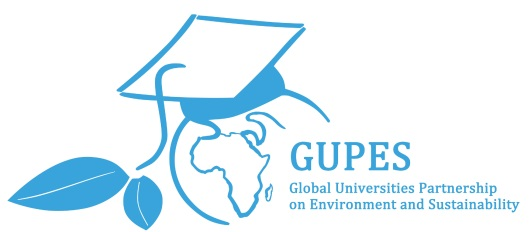 GUPES
Global Universities Partnership
on Environment and Sustainability